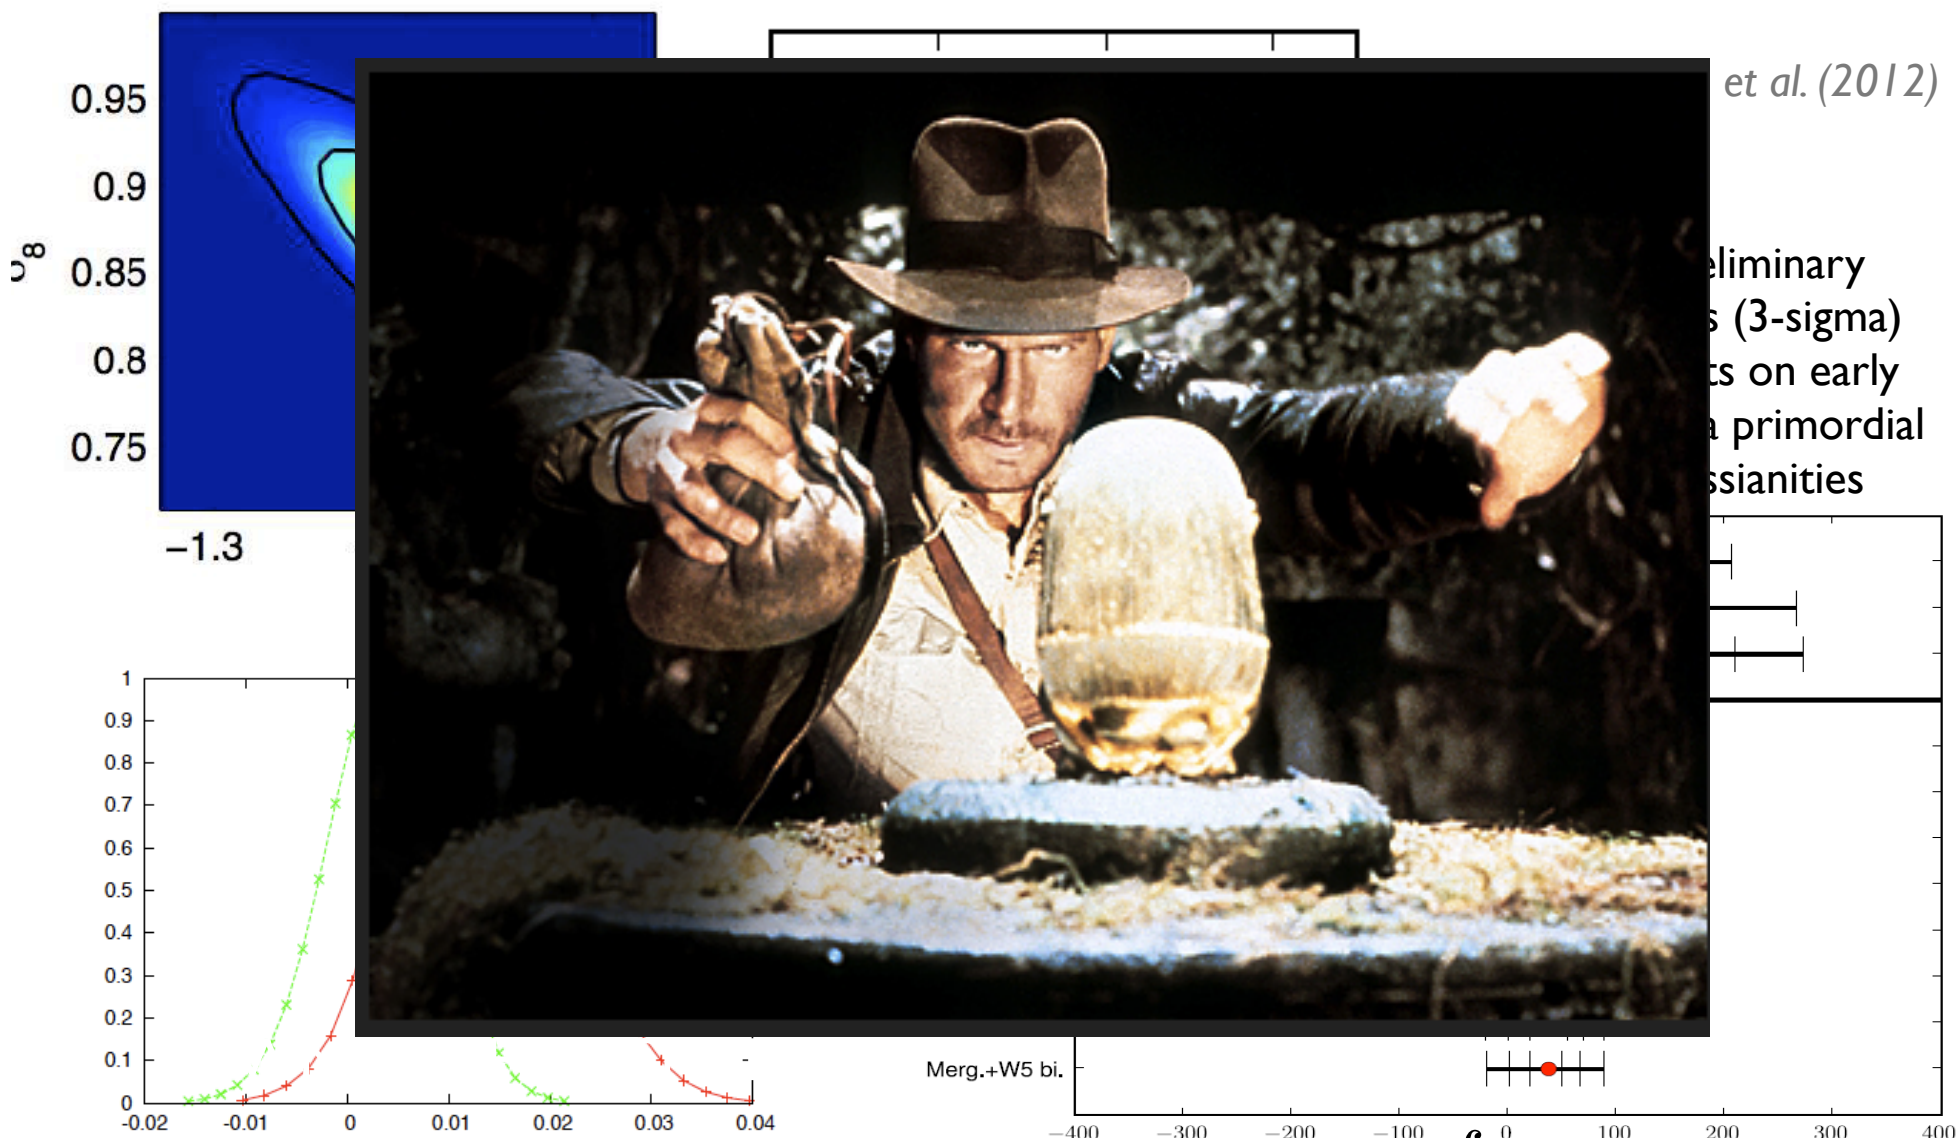 et al. (2012)
0.95
0.9
0.85
0.8
0.75
8
−1.3
eliminary
s (3-sigma)
ts on early
a primordial
ssianities
1
0.9
0.8
0.7
0.6
0.5
0.4
0.3
0.2
0.1
0
-0.02 -0.01 0 0.01 0.02 0.03 0.04
Merg.+W5 bi.
−400 −300 −200 −100 0 100 200 300 400